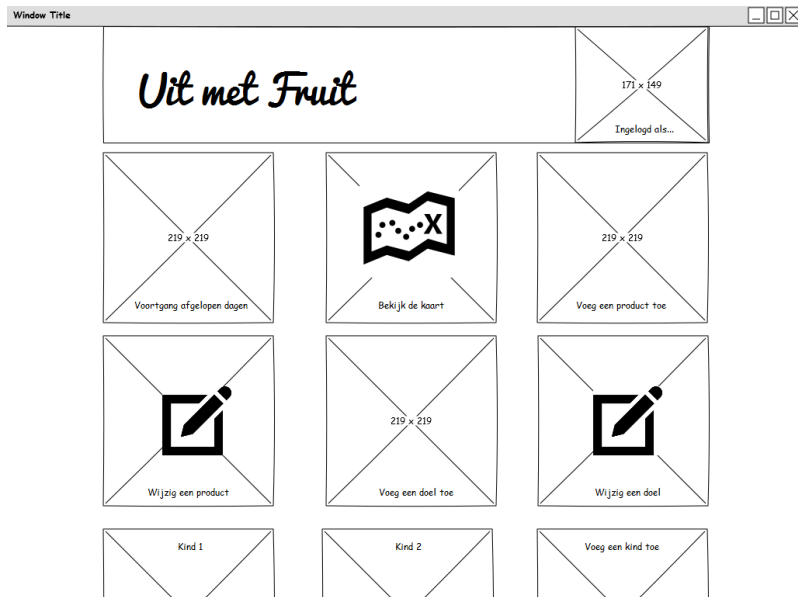 Window Title
Uit met Fruit
171 x 149
Ingelogd als...
219 x 219
Voortgang afgelopen dagen
X
Bekijk de kaart
219 x 219
Voeg een product toe
Wijzig een product
219 x 219
Voeg een doel toe
Wijzig een doel
Kind 1
Kind 2
Voeg een kind toe